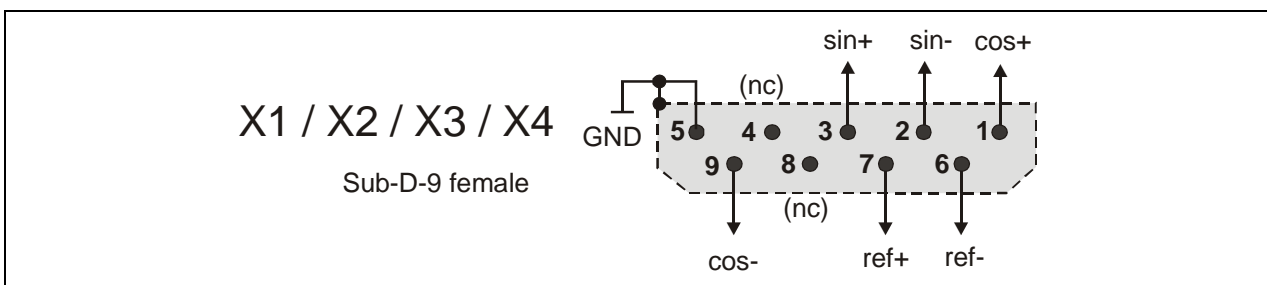 sin+ sin- cos+
(nc)
X1 / X2 / X3 / X4
GND
5 4 3 2 1
9 8 7 6
Sub-D-9 female
(nc)
cos- ref+ ref-